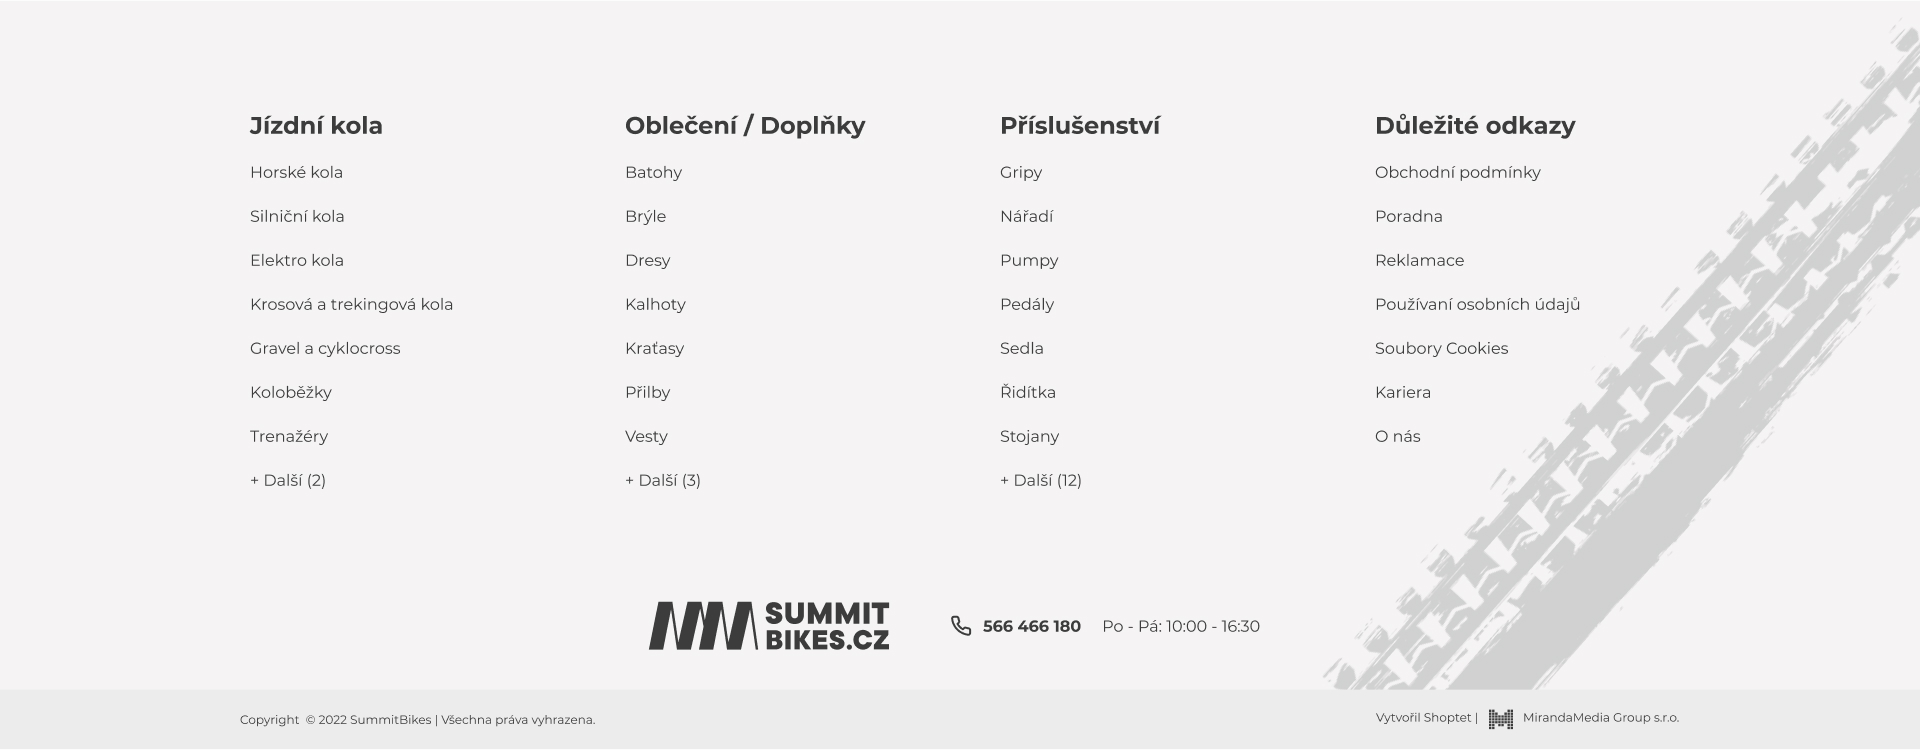 Jízdní kola
Horské kola
Silniční kola
Elektro kola
Krosová a trekingová kola
Gravel a cyklocross
Koloběžky
Trenažéry
+ Další (2)
Oblečení / Doplňky
Batohy
Brýle
Dresy
Kalhoty
Kraťasy
Přilby
Vesty
+ Další (3)
Příslušenství
Gripy
Nářadí
Pumpy
Pedály
Sedla
Řidítka
Stojany
+ Další (12)
Důležité odkazy
Obchodní podmínky
Poradna
Reklamace
Používaní osobních údajů
Soubory Cookies
Kariera
O nás
SUMMIT
BIKES.CZ
566 466 180 Po - Pá: 10:00 - 16:30
Copyright © 2022 SummitBikes | Všechna práva vyhrazena.
Vytvořil Shoptet | MirandaMedia Group s.r.o.